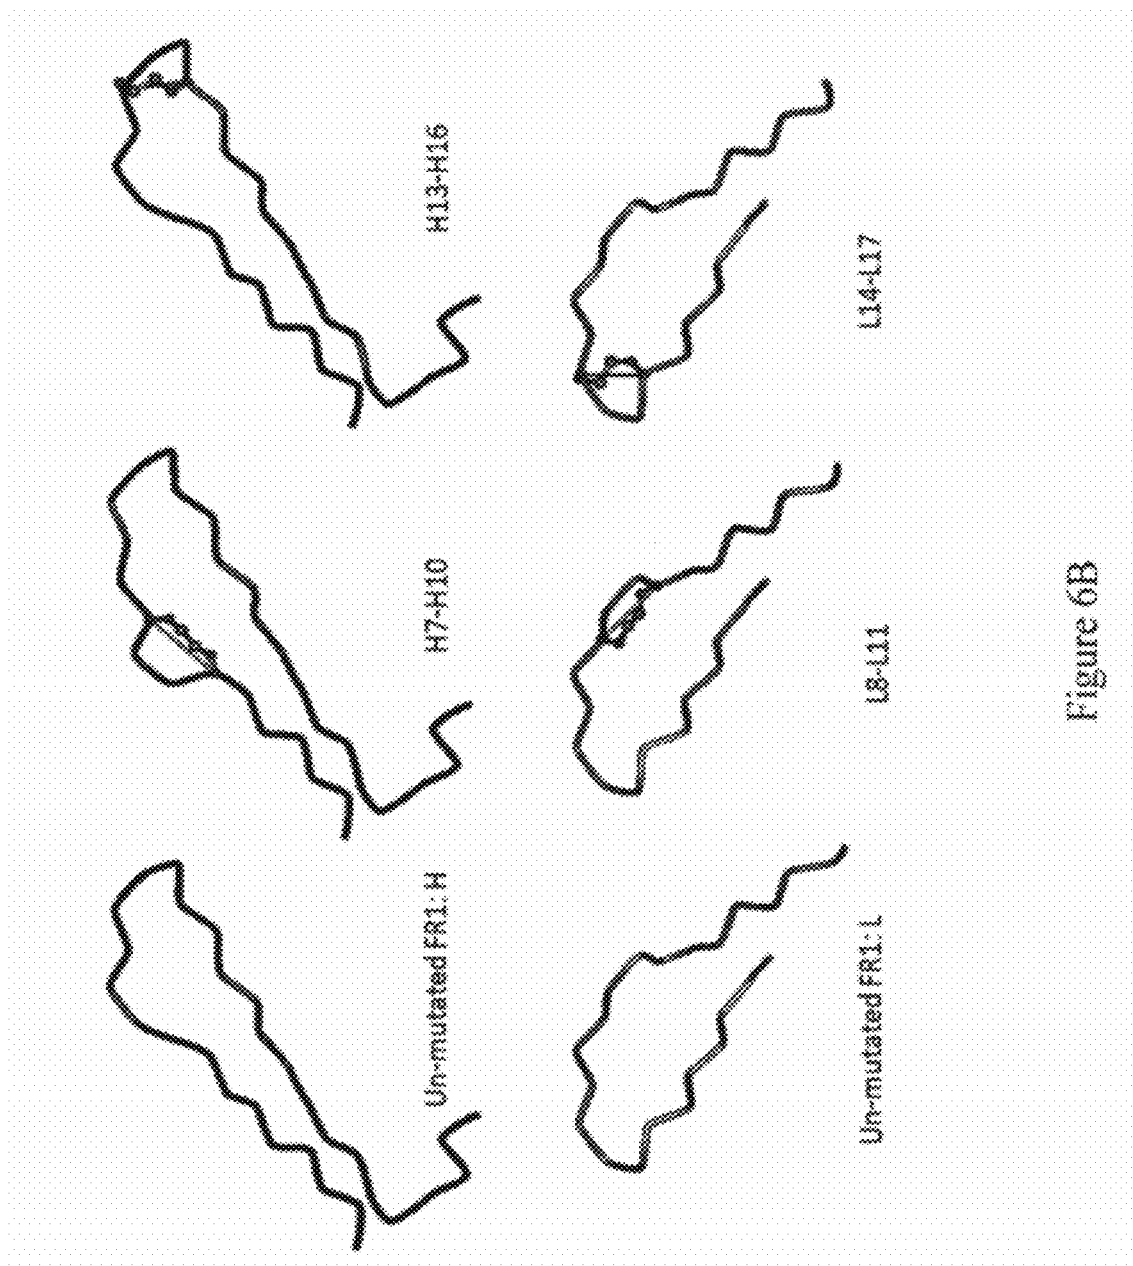 Un-mutated FR1: H
H7-H10
H13-H16
Un-mutated FR1: L
L8-L11
L14-L17
Figure 6B